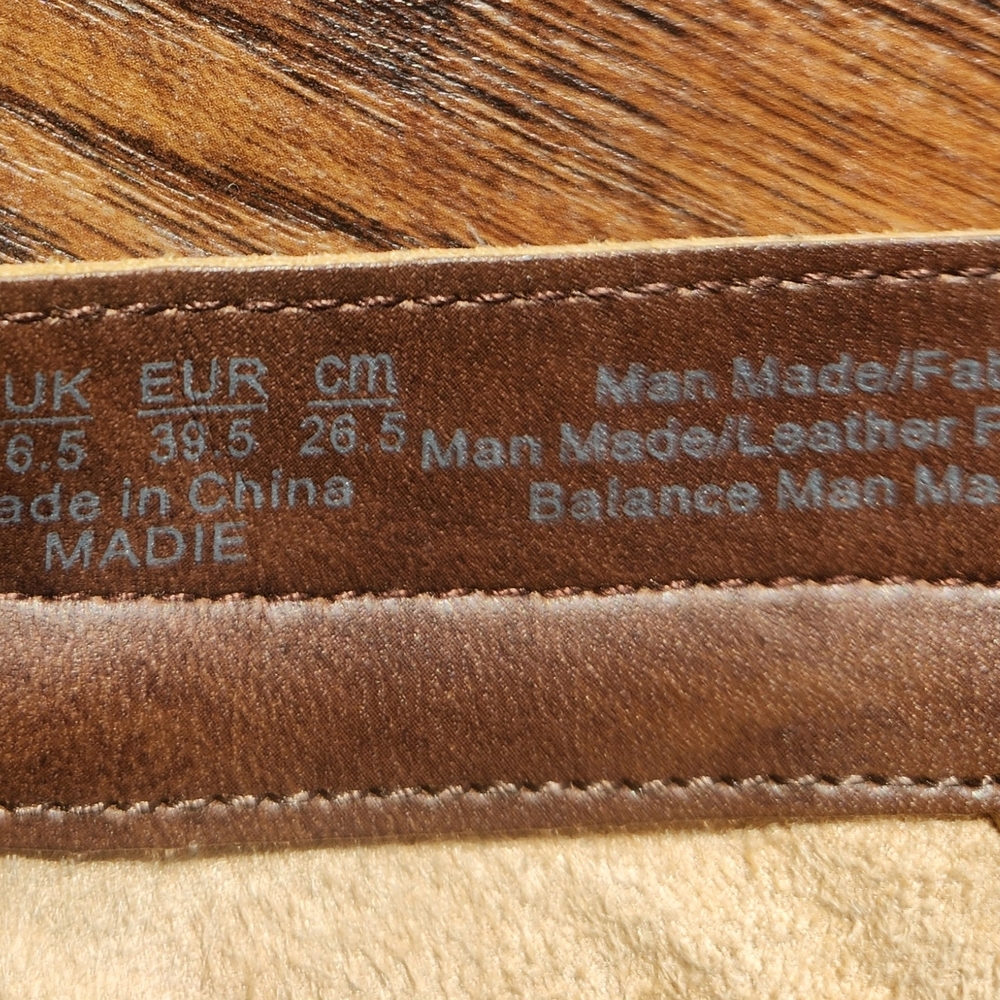 UK EUR cm
6.5 39.5 26.5
ade in China
MADIE
Man Made/Fab
Man Made/Leather
Balance Man Ma